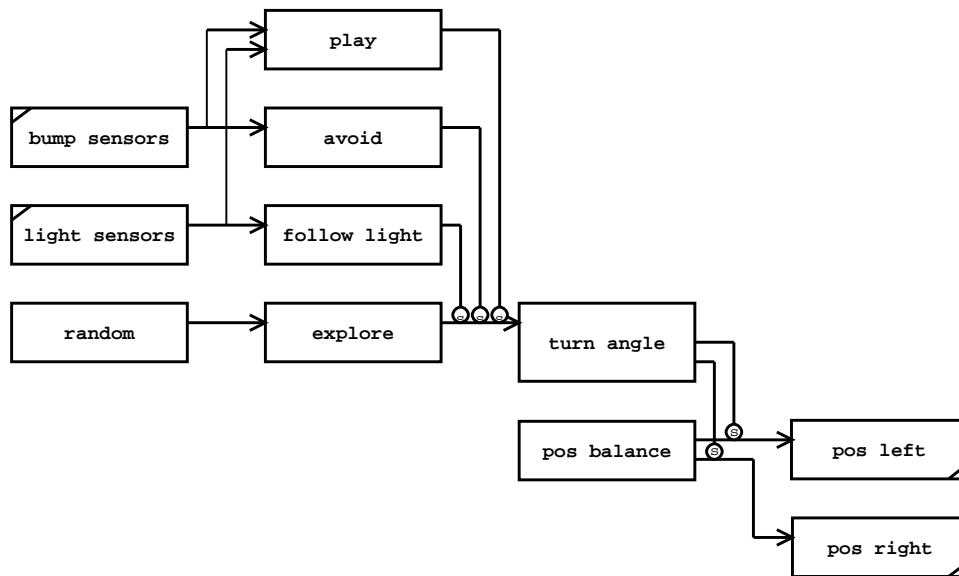 play
bump sensors
avoid
light sensors
follow light
random
explore
s
s
s
turn angle
s
pos balance
s
pos left
pos right